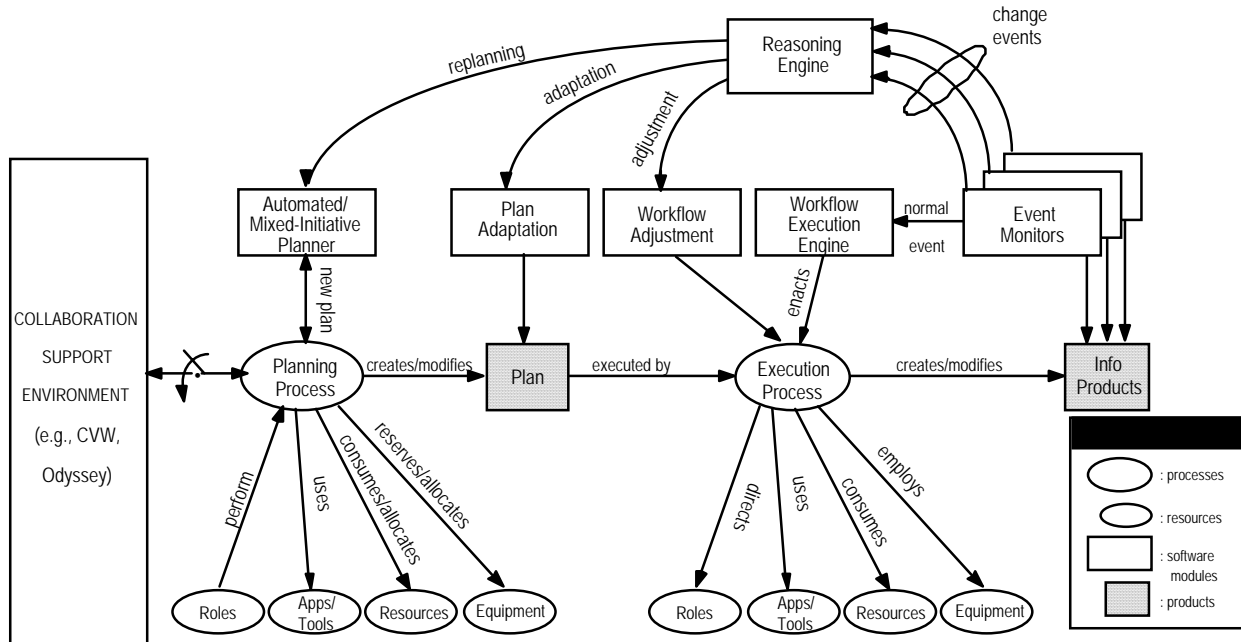 change
events
Reasoning
Engine
replanning
adaptation
adjustment
Automated/
Mixed-Initiative
Planner
Plan
Adaptation
Workflow
Adjustment
Workflow
Execution
Engine
normal
event
Event
Monitors
new plan
enacts
COLLABORATION
SUPPORT
ENVIRONMENT
(e.g., CVW,
Odyssey)
Planning
Process
creates/modifies
Plan
executed by
Execution
Process
creates/modifies
Info
Products
perform
uses
consumes/allocates
reserves/allocates
directs
uses
consumes
employs
Roles
Apps/
Tools
Resources
Equipment
Roles
Apps/
Tools
Resources
Equipment
: processes
: resources
: software
modules
: products